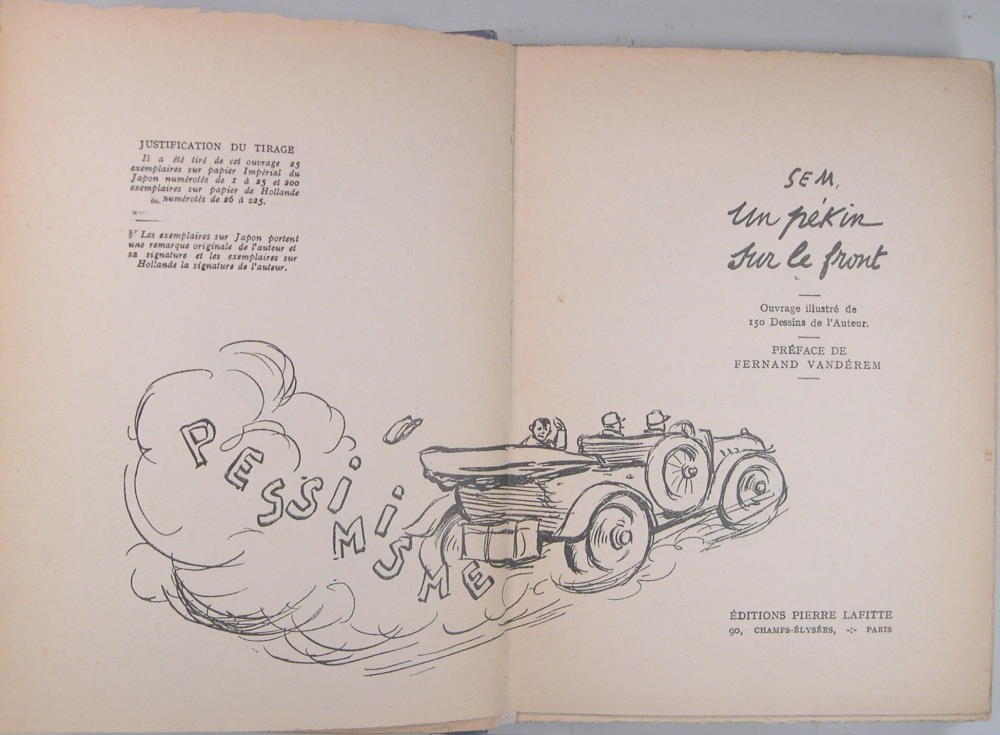 JUSTIFICATION DU TIRAGE
Il a été tiré de cet ouvrage 25
exemplaires sur papier Impérial du
Japon numérotés de 1 à 25 et 200
exemplaires sur papier de Hollande
numérotés de 26 à 225.
Les exemplaires sur Japon portent
une remarque originale de l'auteur et
sa signature et les exemplaires sur
Hollande la signature de l'auteur.
PESSIMISME
SEM,
Un pékin
sur le front
Ouvrage illustré de
150 Dessins de l'Auteur.
PRÉFACE DE
FERNAND VANDÉREM
ÉDITIONS PIERRE LAFITTE
90, CHAMPS-ÉLYSÉES, -:- PARIS